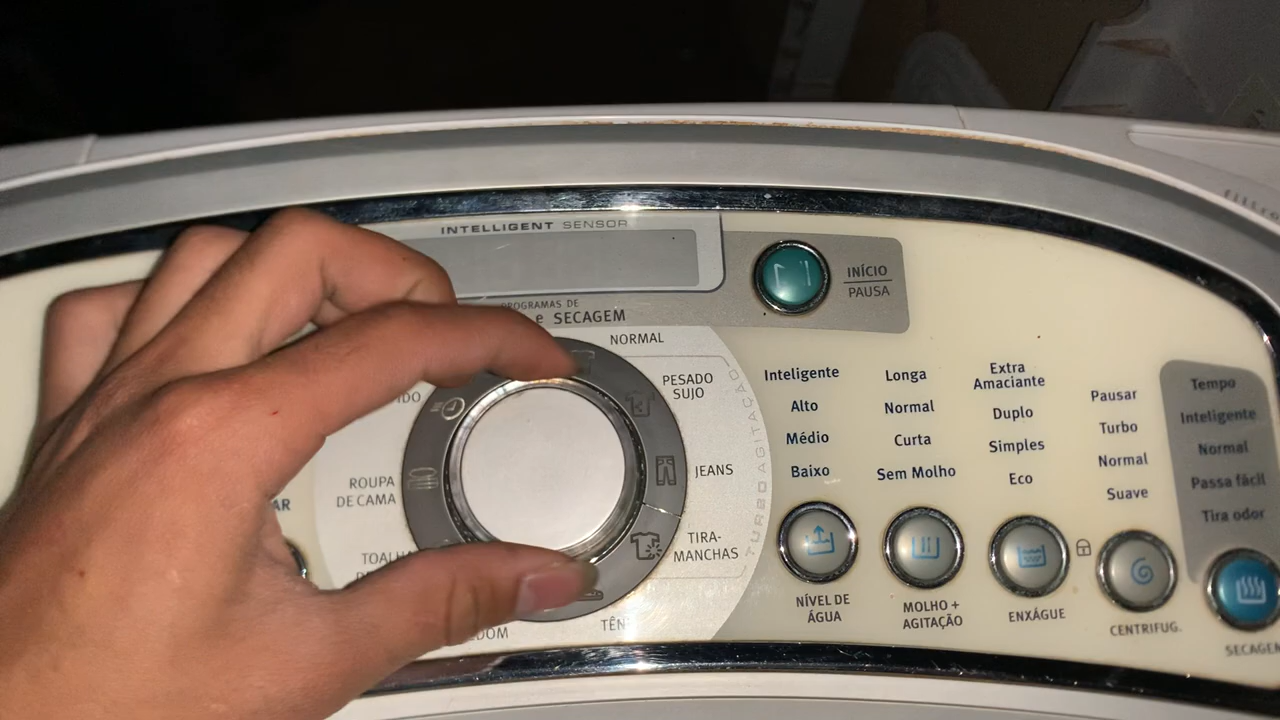 INTELLIGENT SENSOR
INÍCIO
PAUSA
PROGRAMAS DE
e SECAGEM
NORMAL
PESADO
SUJO
JEANS
TIRA-
MANCHAS
TURBO AGITAÇÃO
ROUPA
DE CAMA
Inteligente
Alto
Médio
Baixo
NÍVEL DE
ÁGUA
Longa
Normal
Curta
Sem Molho
MOLHO +
AGITAÇÃO
Extra
Amaciante
Duplo
Simples
Eco
ENXÁGUE
Pausar
Turbo
Normal
Suave
CENTRIFUG.
Tempo
Inteligente
Normal
Passa fácil
Tira odor
SECAGEM